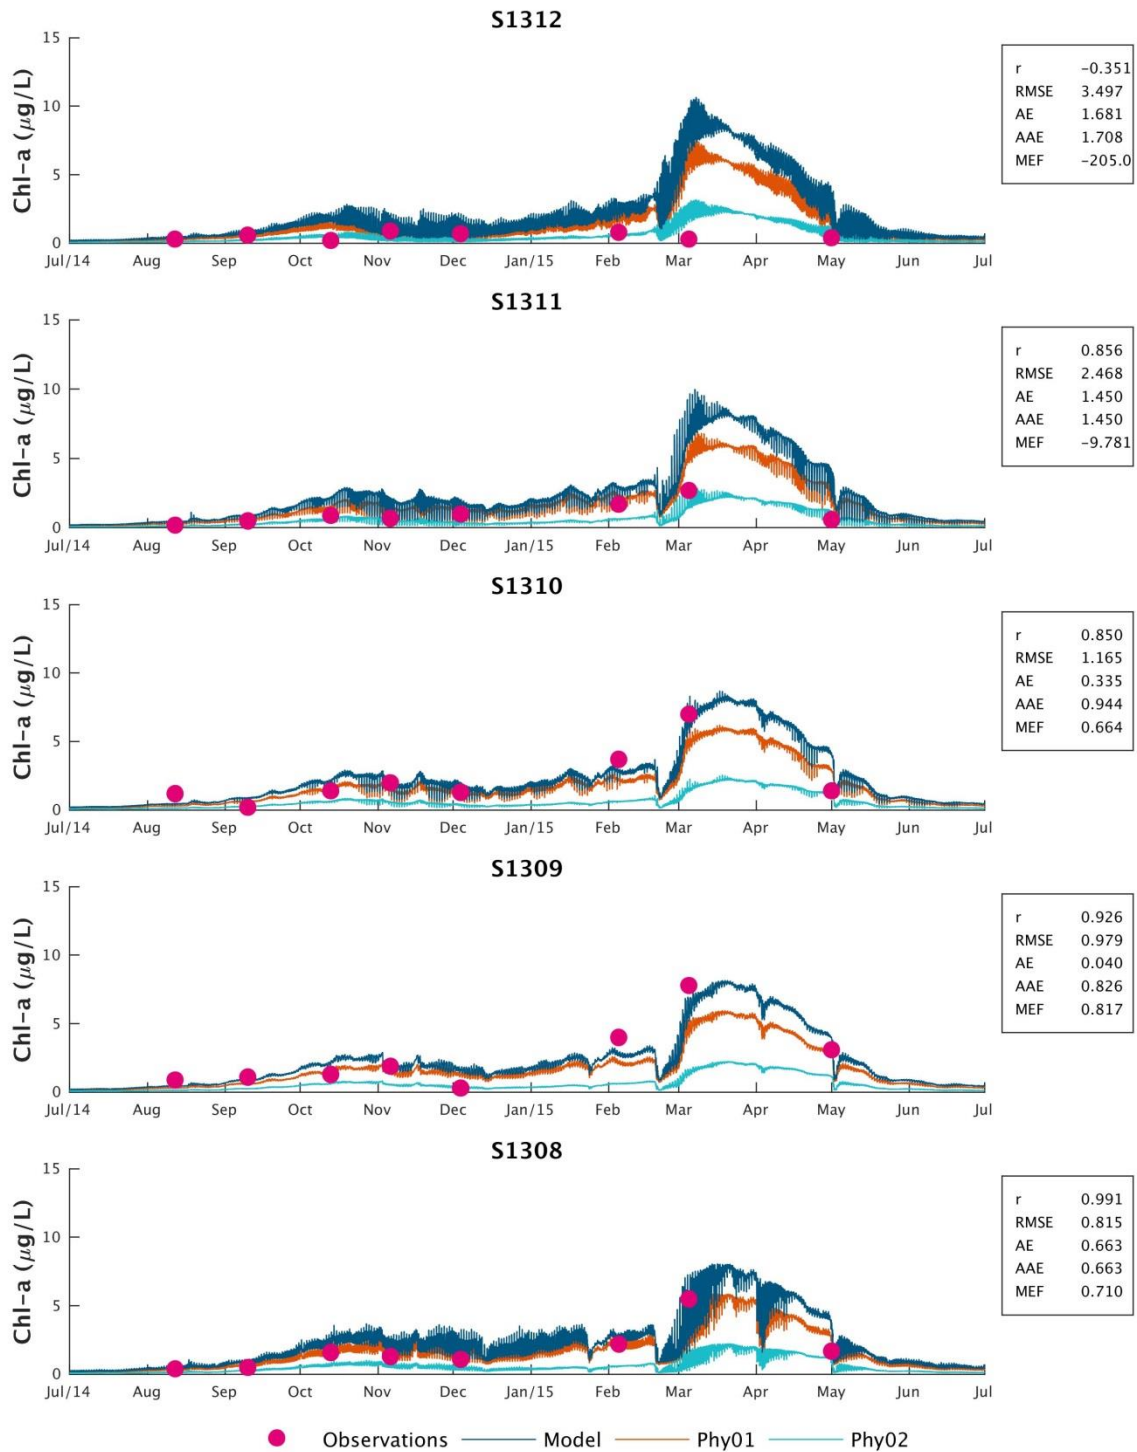 S1312
Chl-a (μg/L)
15
10
5
0
Jul/14 Aug Sep Oct Nov Dec Jan/15 Feb Mar Apr May Jun Jul
r -0.351
RMSE 3.497
AE 1.681
AAE 1.708
MEF -205.0
S1311
Chl-a (μg/L)
15
10
5
0
Jul/14 Aug Sep Oct Nov Dec Jan/15 Feb Mar Apr May Jun Jul
r 0.856
RMSE 2.468
AE 1.450
AAE 1.450
MEF -9.781
S1310
Chl-a (μg/L)
15
10
5
0
Jul/14 Aug Sep Oct Nov Dec Jan/15 Feb Mar Apr May Jun Jul
r 0.850
RMSE 1.165
AE 0.335
AAE 0.944
MEF 0.664
S1309
Chl-a (μg/L)
15
10
5
0
Jul/14 Aug Sep Oct Nov Dec Jan/15 Feb Mar Apr May Jun Jul
r 0.926
RMSE 0.979
AE 0.040
AAE 0.826
MEF 0.817
S1308
Chl-a (μg/L)
15
10
5
0
Jul/14 Aug Sep Oct Nov Dec Jan/15 Feb Mar Apr May Jun Jul
r 0.991
RMSE 0.815
AE 0.663
AAE 0.663
MEF 0.710
Observations Model Phy01 Phy02